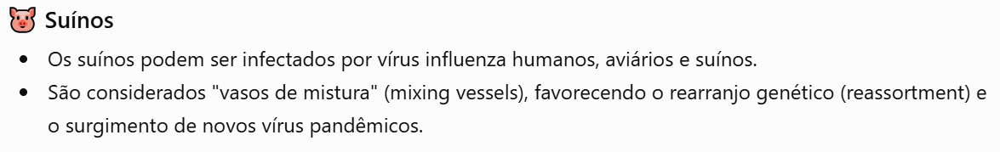 Suínos
Os suínos podem ser infectados por vírus influenza humanos, aviários e suínos.
São considerados "vasos de mistura" (mixing vessels), favorecendo o rearranjo genético (reassortment) e
o surgimento de novos vírus pandêmicos.